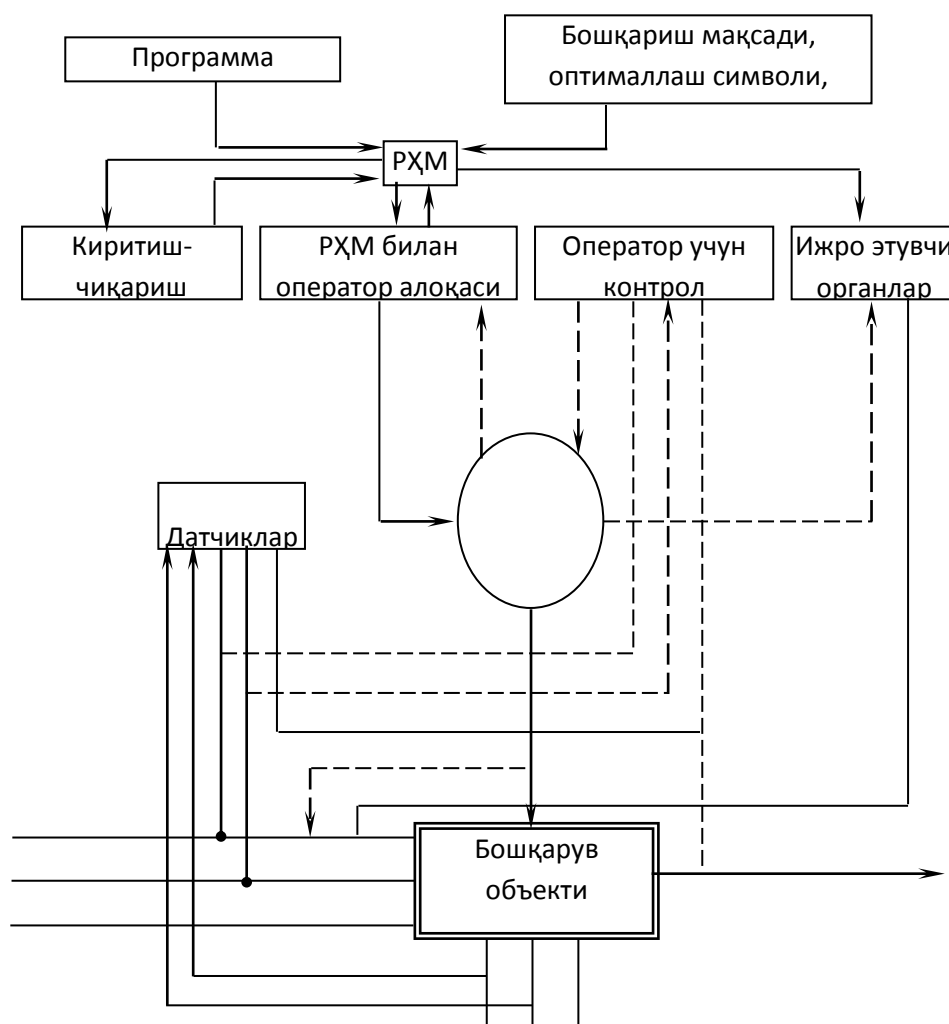 Программа
Бошқариш мақсади,
оптималлаш символи,
РҲМ
Киритиш-
чиқариш
РҲМ билан
оператор алоқаси
Оператор учун
контрол
Ижро этувчи
органлар
Датчиклар
Бошқарув
объекти